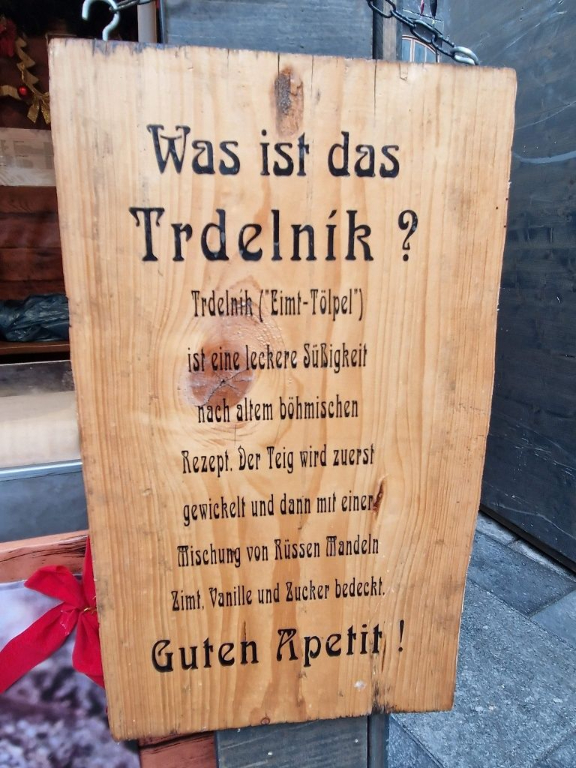 Was ist das
Trdelník ?
Trdelník ("Eimt-Tölpel")
ist eine leckere Süßigkeit
nach altem böhmischen
Rezept. Der Teig wird zuerst
gewickelt und dann mit einer
Mischung von Nüssen Mandeln
Zimt, Vanille und Zucker bedeckt.
Guten Apetit !